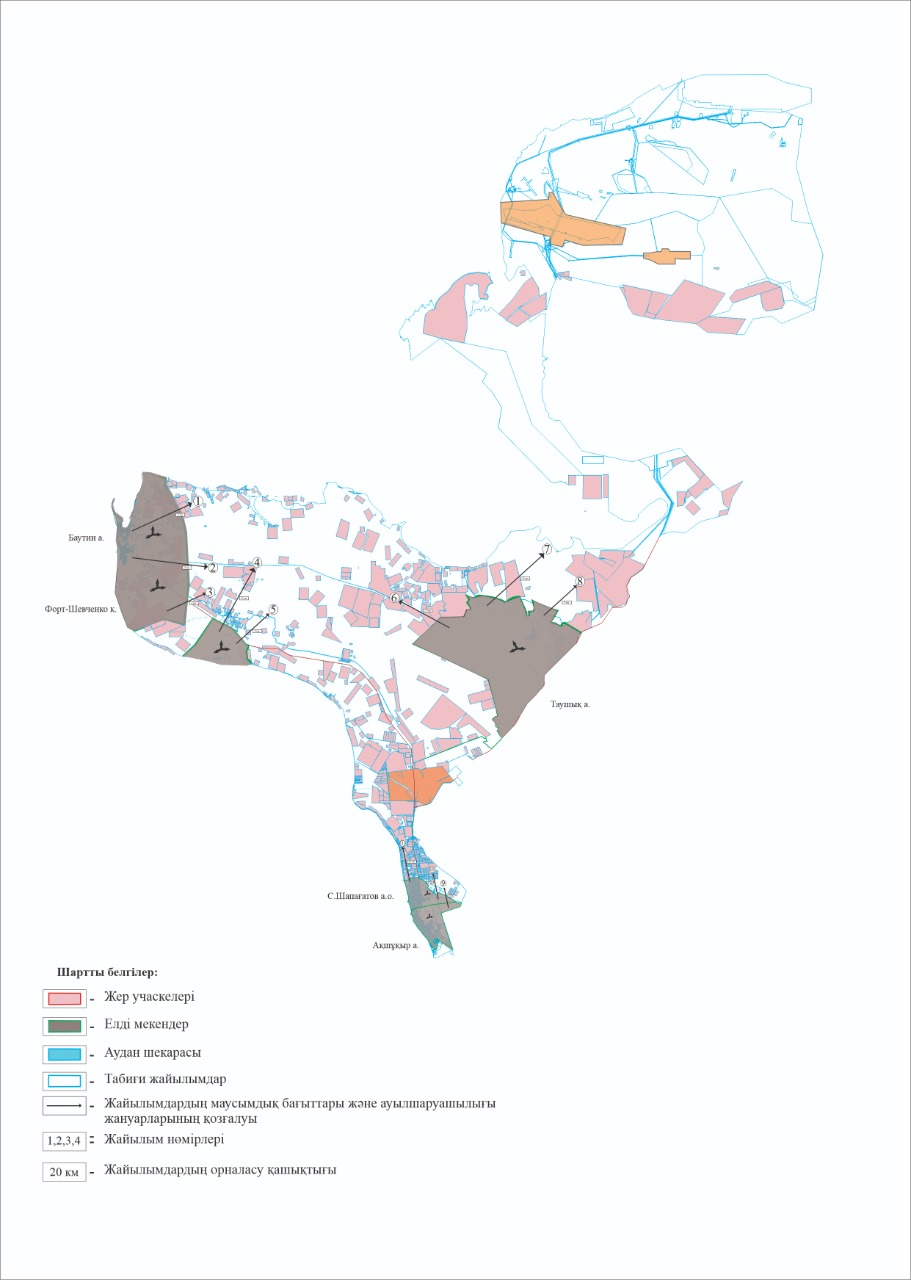 1
Баутин а.
2
4
3
Форт-Шевченко қ.
5
7
8
6
Таушық а.
9
С.Шапағатов а.о.
Ақшұқыр а.
Шартты белгілер:
- Жер учаскелері
- Елді мекендер
- Аудан шекарасы
- Табиғи жайылымдар
- Жайылымдардың маусымдық бағыттары және ауылшаруашылығы
жануарларының қозғалуы
1,2,3,4 - Жайылым нөмірлері
20 км - Жайылымдардың орналасу қашықтығы